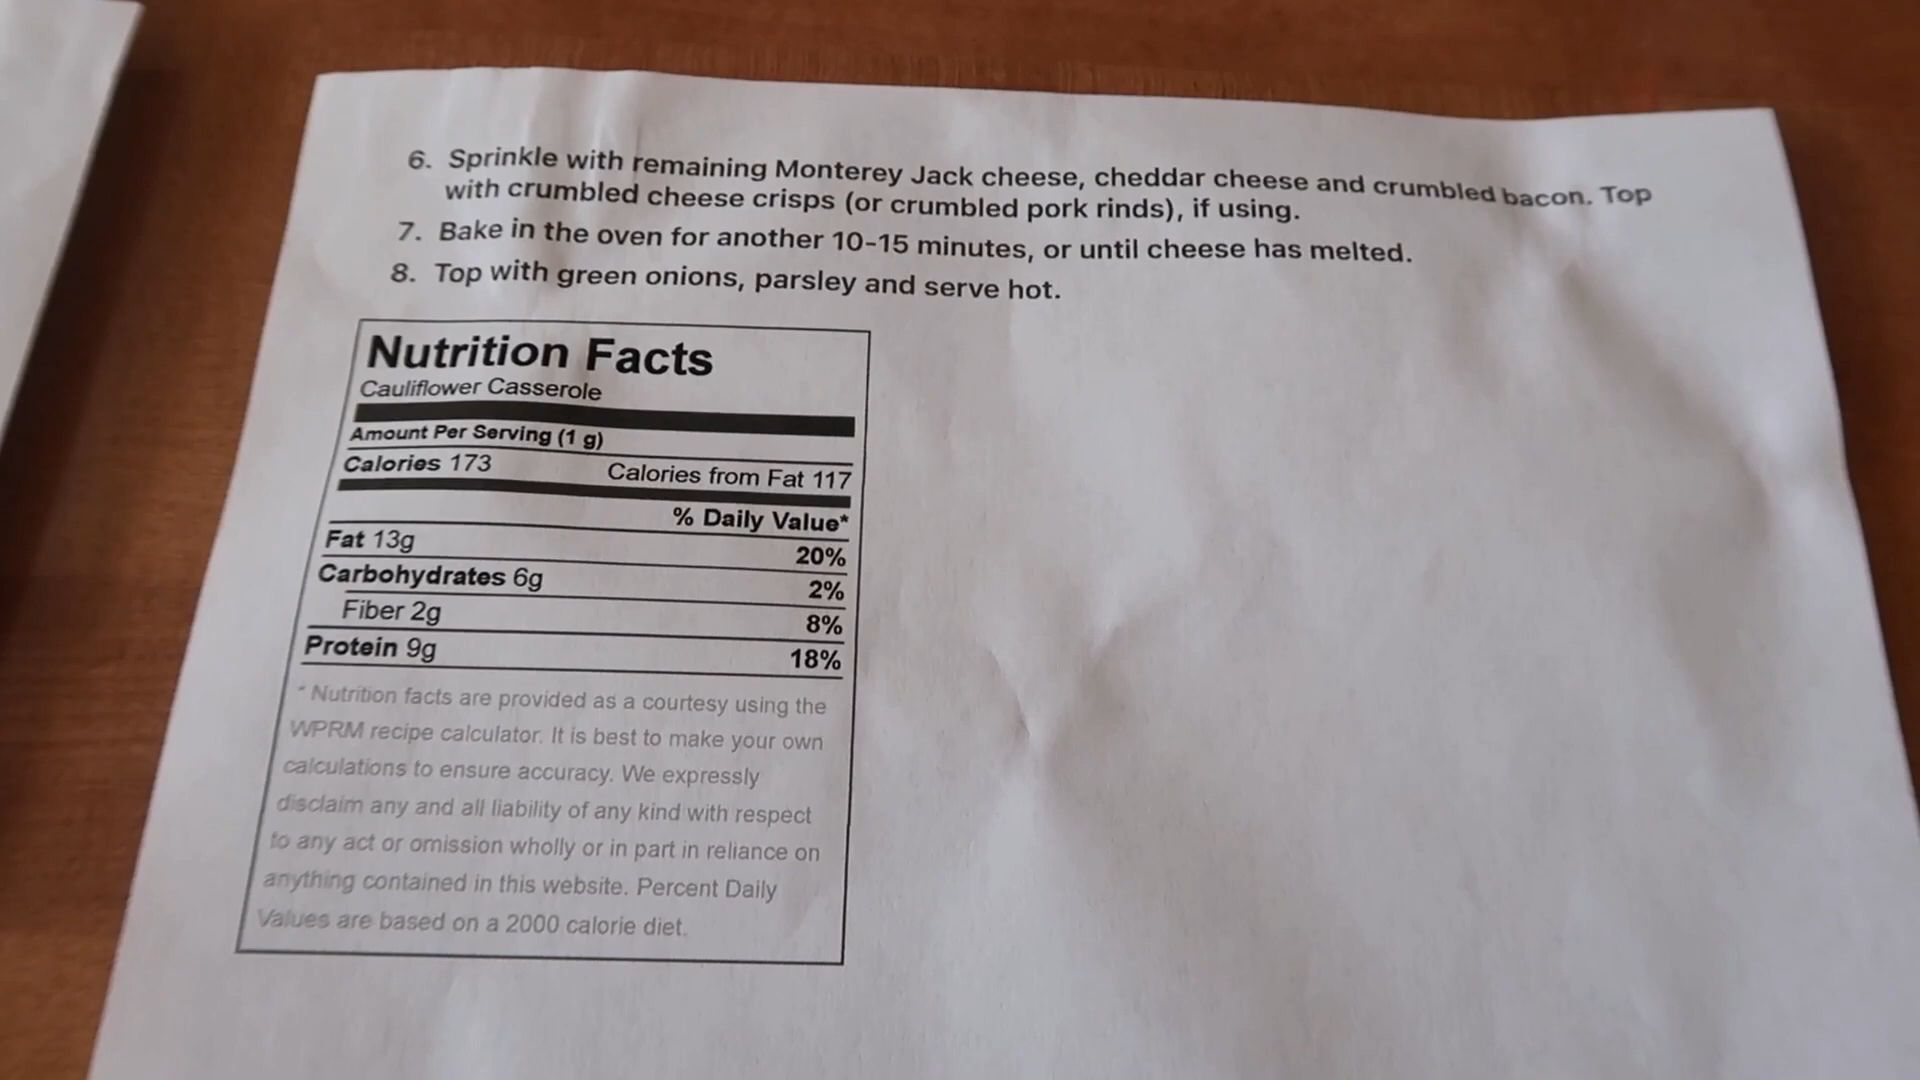 6. Sprinkle with remaining Monterey Jack cheese, cheddar cheese and crumbled bacon. Top
with crumbled cheese crisps (or crumbled pork rinds), if using.
7. Bake in the oven for another 10-15 minutes, or until cheese has melted.
8. Top with green onions, parsley and serve hot.
Nutrition Facts
Cauliflower Casserole
Amount Per Serving (1 g)
Calories 173 Calories from Fat 117
% Daily Value*
Fat 13g 20%
Carbohydrates 6g 2%
Fiber 2g 8%
Protein 9g 18%
* Nutrition facts are provided as a courtesy using the
WPRM recipe calculator. It is best to make your own
calculations to ensure accuracy. We expressly
disclaim any and all liability of any kind with respect
to any act or omission wholly or in part in reliance on
anything contained in this website. Percent Daily
Values are based on a 2000 calorie diet.